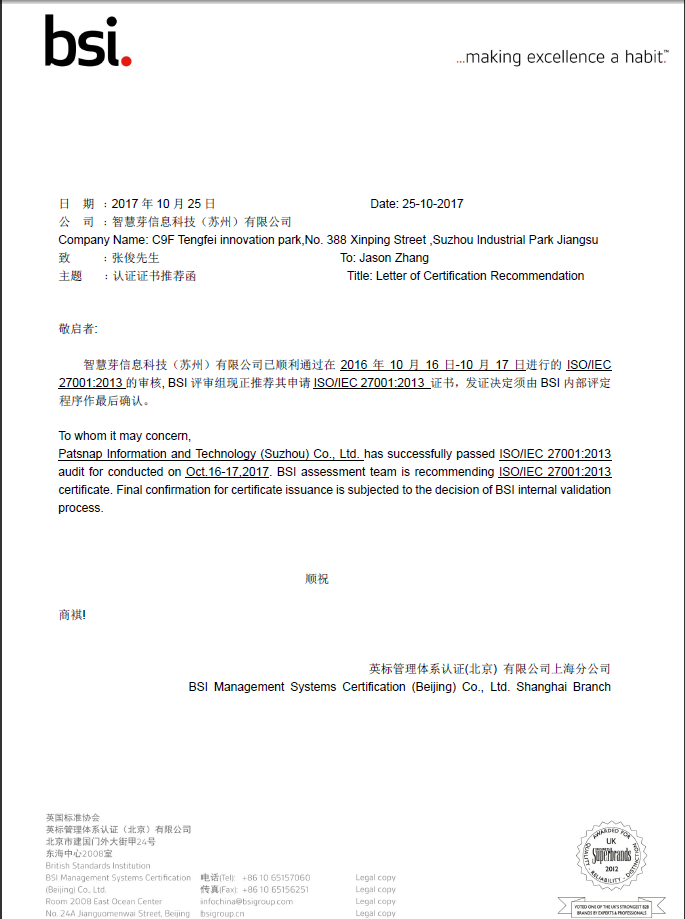 bsi.
...making excellence a habit.™
日 期 ：2017 年 10 月 25 日 Date: 25-10-2017
公 司 ：智慧芽信息科技（苏州）有限公司
Company Name: C9F Tengfei innovation park,No. 388 Xinping Street ,Suzhou Industrial Park Jiangsu
致 ：张俊先生 To: Jason Zhang
主题 ：认证证书推荐函 Title: Letter of Certification Recommendation
敬启者:
智慧芽信息科技（苏州）有限公司已顺利通过在 2016 年 10 月 16 日-10 月 17 日进行的 ISO/IEC
27001:2013 的审核, BSI 评审组现正推荐其申请 ISO/IEC 27001:2013 证书，发证决定须由 BSI 内部评定
程序作最后确认。
To whom it may concern,
Patsnap Information and Technology (Suzhou) Co., Ltd. has successfully passed ISO/IEC 27001:2013
audit for conducted on Oct.16-17,2017. BSI assessment team is recommending ISO/IEC 27001:2013
certificate. Final confirmation for certificate issuance is subjected to the decision of BSI internal validation
process.
顺祝
商祺!
英标管理体系认证(北京) 有限公司上海分公司
BSI Management Systems Certification (Beijing) Co., Ltd. Shanghai Branch
英国标准协会
英标管理体系认证（北京）有限公司
北京市建国门外大街甲24号
东海中心2008室
British Standards Institution
BSI Management Systems Certification 电话(Tel): +86 10 65157060 Legal copy
(Beijing) Co., Ltd. 传真(Fax): +86 10 65156251 Legal copy
Room 2008 East Ocean Center infochina@bsigroup.com Legal copy
No. 24A Jianguomenwai Street, Beijing bsigroup.cn Legal copy
AWARDED FOR
UK
Superbrands
2012
QUALITY RELIABILITY DISTINCTION
VOTED ONE OF THE UK'S STRONGEST B2B
BRANDS BY EXPERTS & PROFESSIONALS